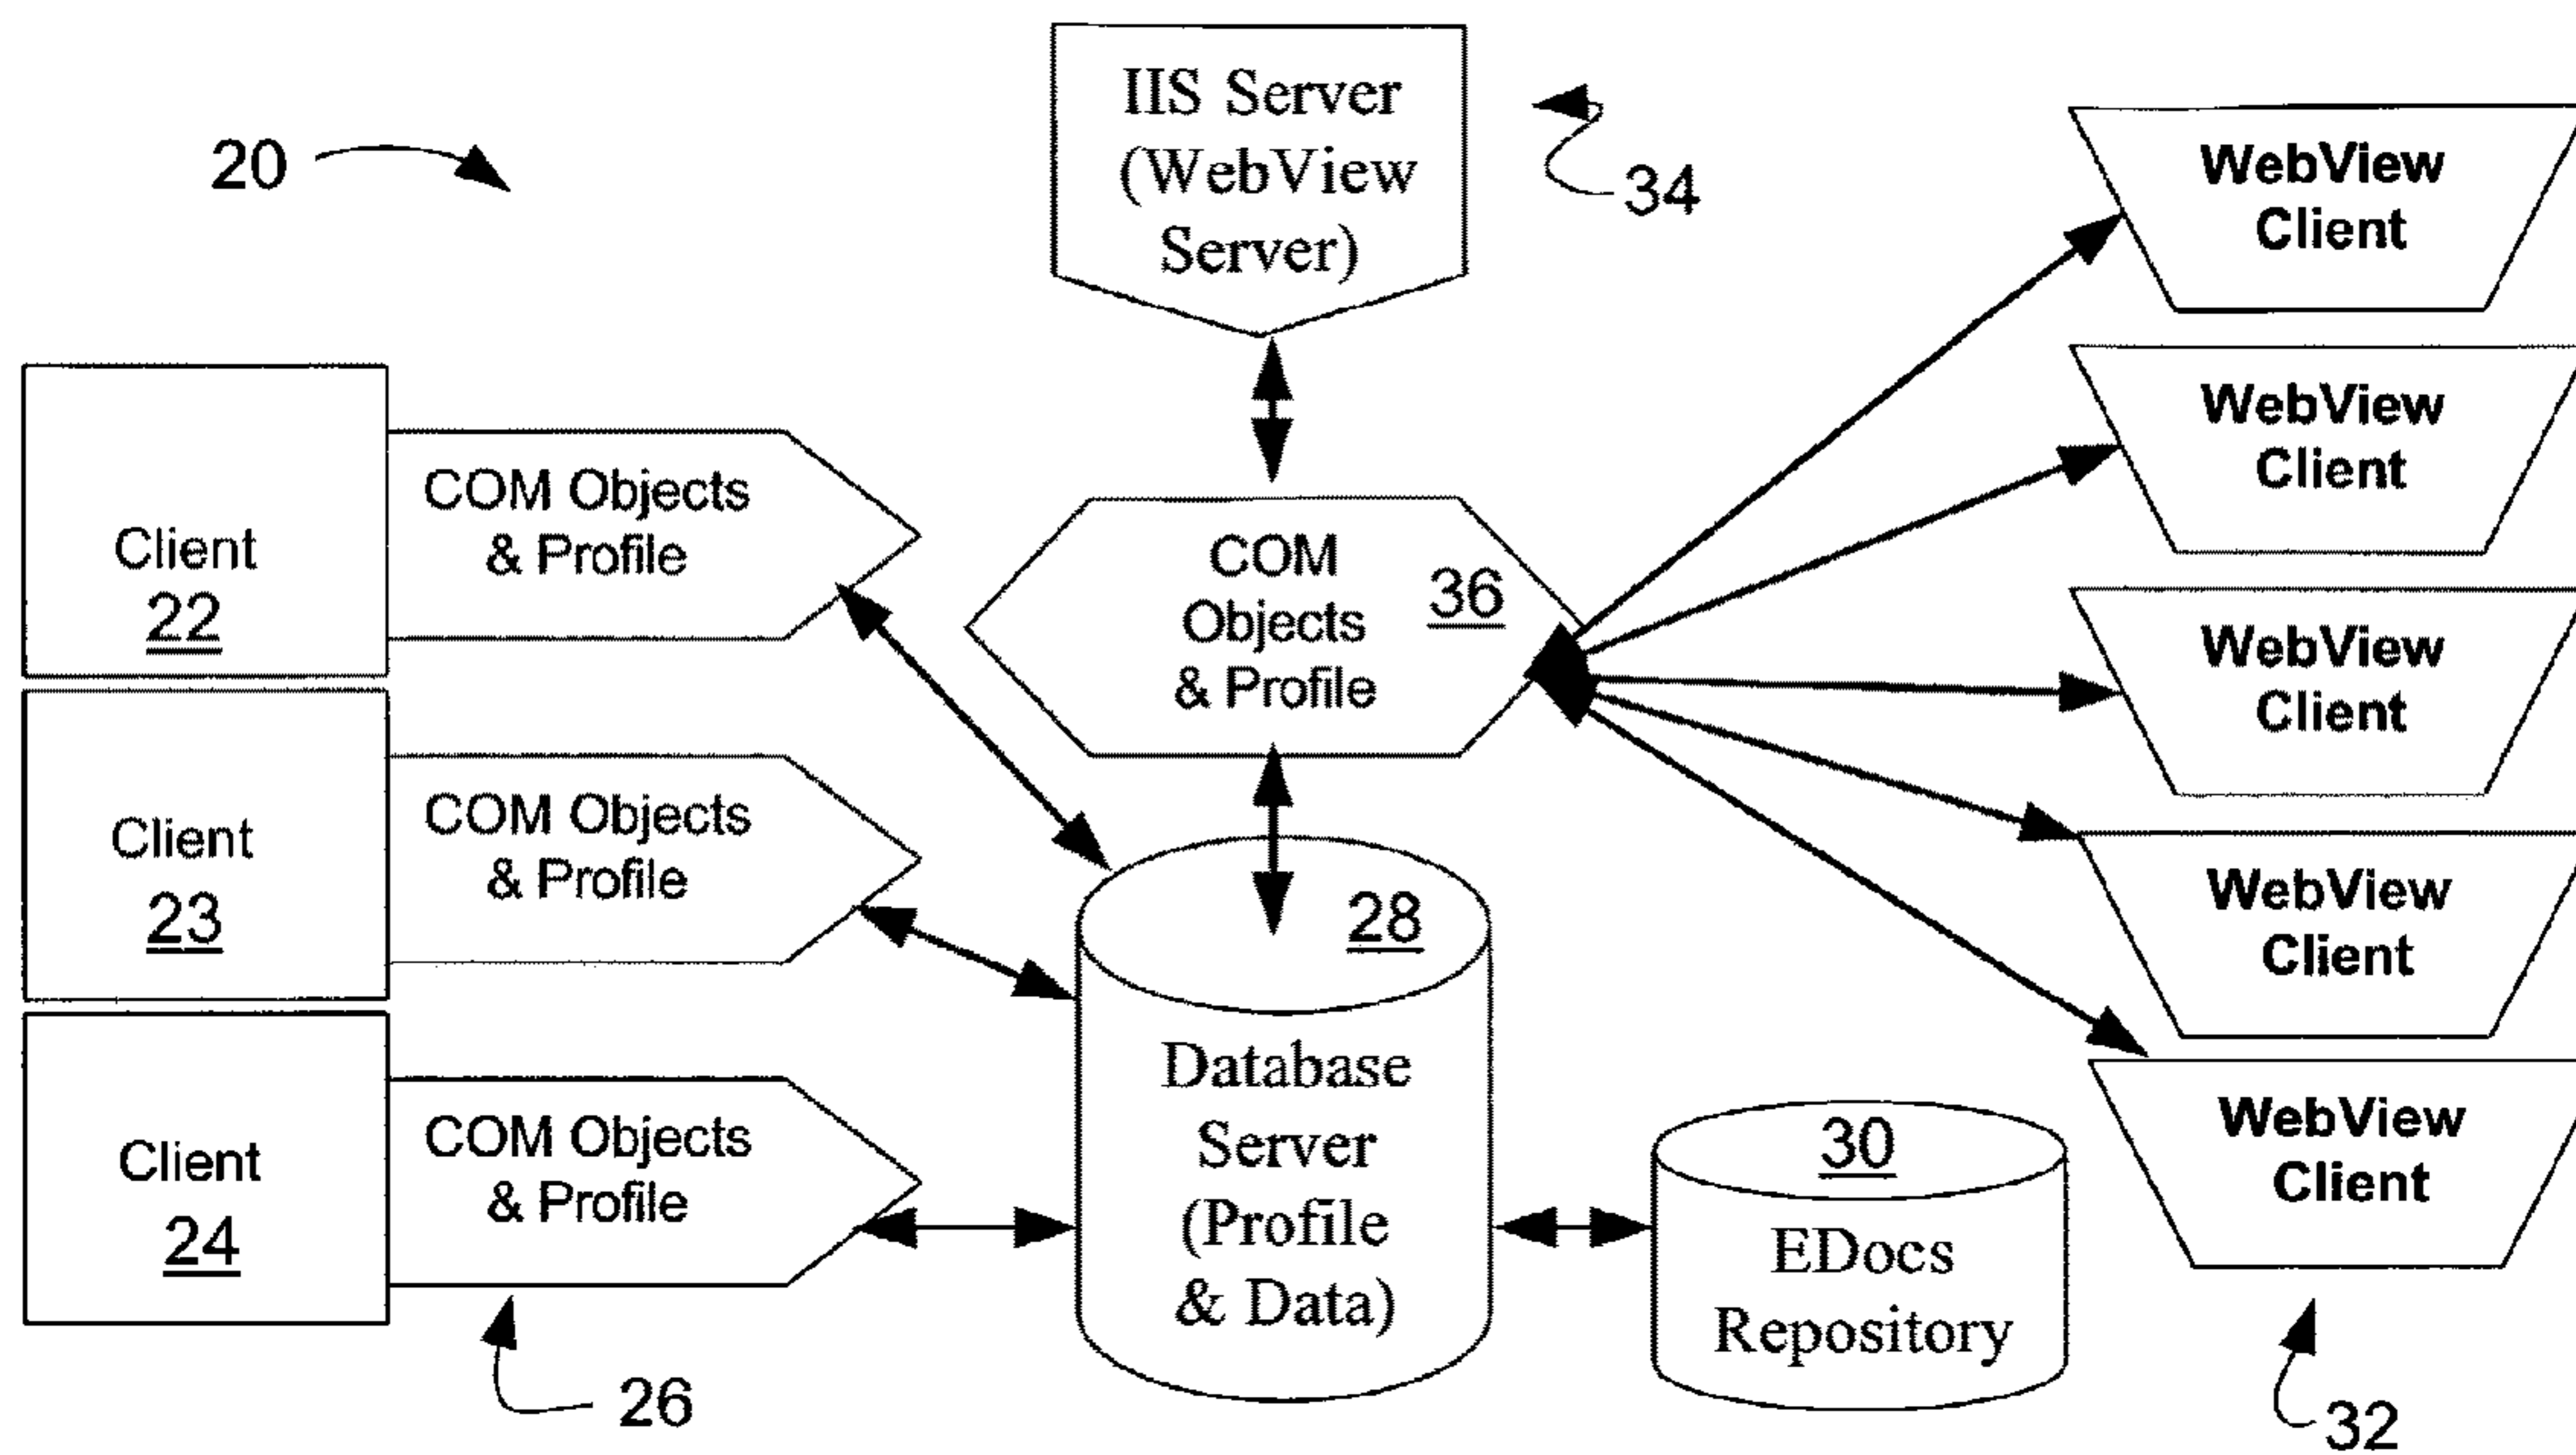 20
IIS Server
(WebView
Server)
34
Client
22
COM Objects
& Profile
Client
23
COM Objects
& Profile
Client
24
COM Objects
& Profile
26
COM
Objects
& Profile
36
28
Database
Server
(Profile
& Data)
30
EDocs
Repository
WebView
Client
WebView
Client
WebView
Client
WebView
Client
WebView
Client
32